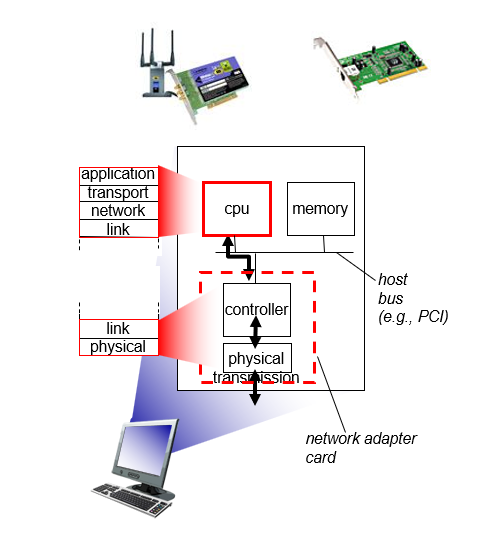 application
transport
network
link
cpu
memory
host
bus
(e.g., PCI)
controller
link
physical
physical
transmission
network adapter
card